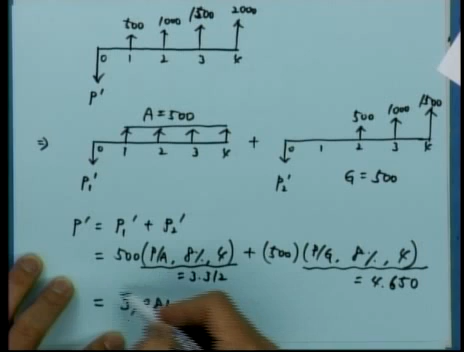 500 1000 1500 2000
0 1 2 3 4
P'
A = 500
⇒ 0 1 2 3 4 + 0 1 2 3 4
500 1000 1500
P₁' P₂' G = 500
P' = P₁' + P₂'
= 500 (P/A, 8%, 4) + (500) (P/G, 8%, 4)
= 3.312 = 4.650
= 3,